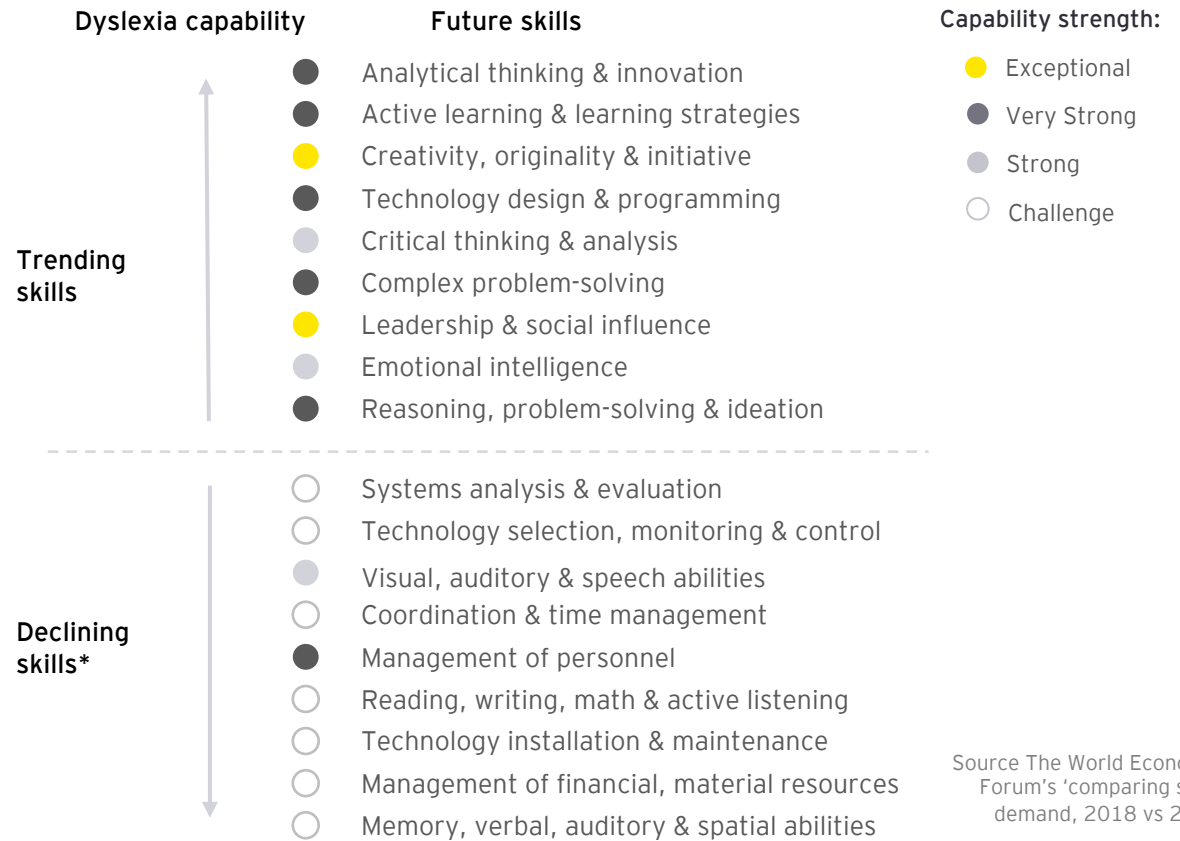 Dyslexia capability
Future skills
Capability strength:
Exceptional
Very Strong
Strong
Challenge
Trending
skills
Analytical thinking & innovation
Active learning & learning strategies
Creativity, originality & initiative
Technology design & programming
Critical thinking & analysis
Complex problem-solving
Leadership & social influence
Emotional intelligence
Reasoning, problem-solving & ideation
Declining
skills*
Systems analysis & evaluation
Technology selection, monitoring & control
Visual, auditory & speech abilities
Coordination & time management
Management of personnel
Reading, writing, math & active listening
Technology installation & maintenance
Management of financial, material resources
Memory, verbal, auditory & spatial abilities
Source The World
Forum's ‘comparing
demand, 2018 vs